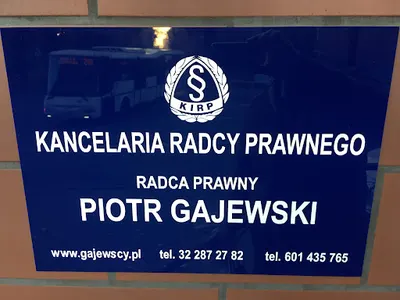 §
KIRP
KANCELARIA RADCY PRAWNEGO
RADCA PRAWNY
PIOTR GAJEWSKI
www.gajewscy.pl tel. 32 287 27 82 tel. 601 435 765